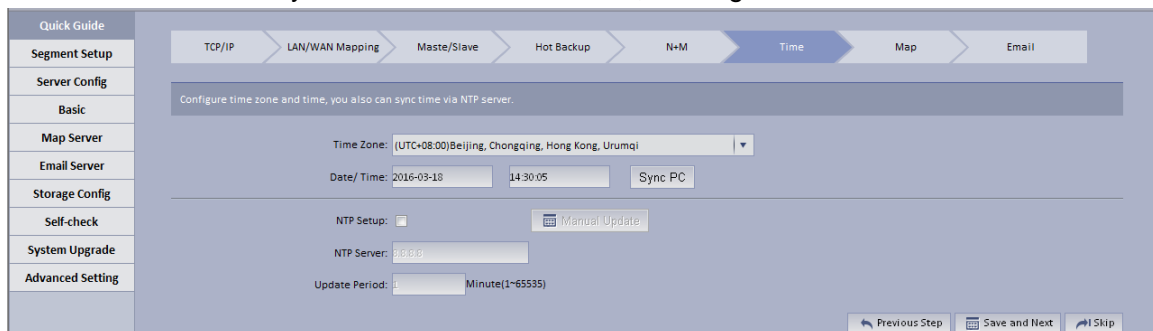 Quick Guide
Segment Setup
Server Config
Basic
Map Server
Email Server
Storage Config
Self-check
System Upgrade
Advanced Setting
TCP/IP LAN/WAN Mapping Maste/Slave Hot Backup N+M Time Map Email
Configure time zone and time, you also can sync time via NTP server.
Time Zone: (UTC+08:00)Beijing, Chongqing, Hong Kong, Urumqi
Date/ Time: 2016-03-18 14:30:05 Sync PC
NTP Setup: Manual Update
NTP Server: 8.8.8.8
Update Period: Minute(1~65535)
Previous Step Save and Next Skip